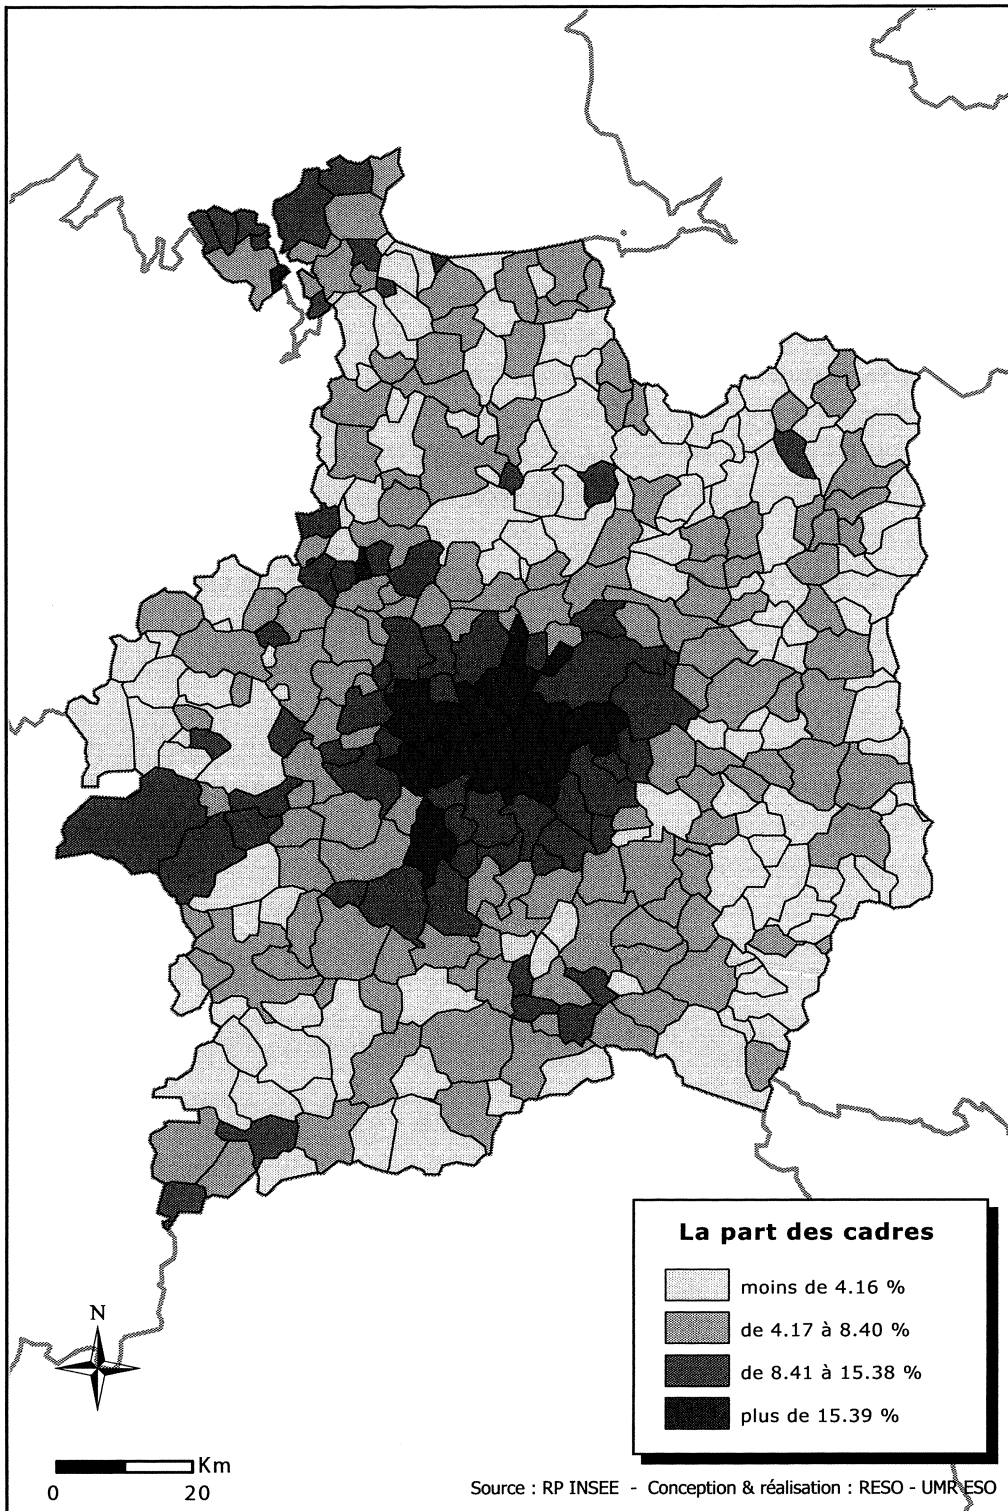 La part des cadres
moins de 4.16 %
de 4.17 à 8.40 %
de 8.41 à 15.38 %
plus de 15.39 %
N
Km
0 20
Source : RP INSEE - Conception & réalisation : RESO - UMR ESO